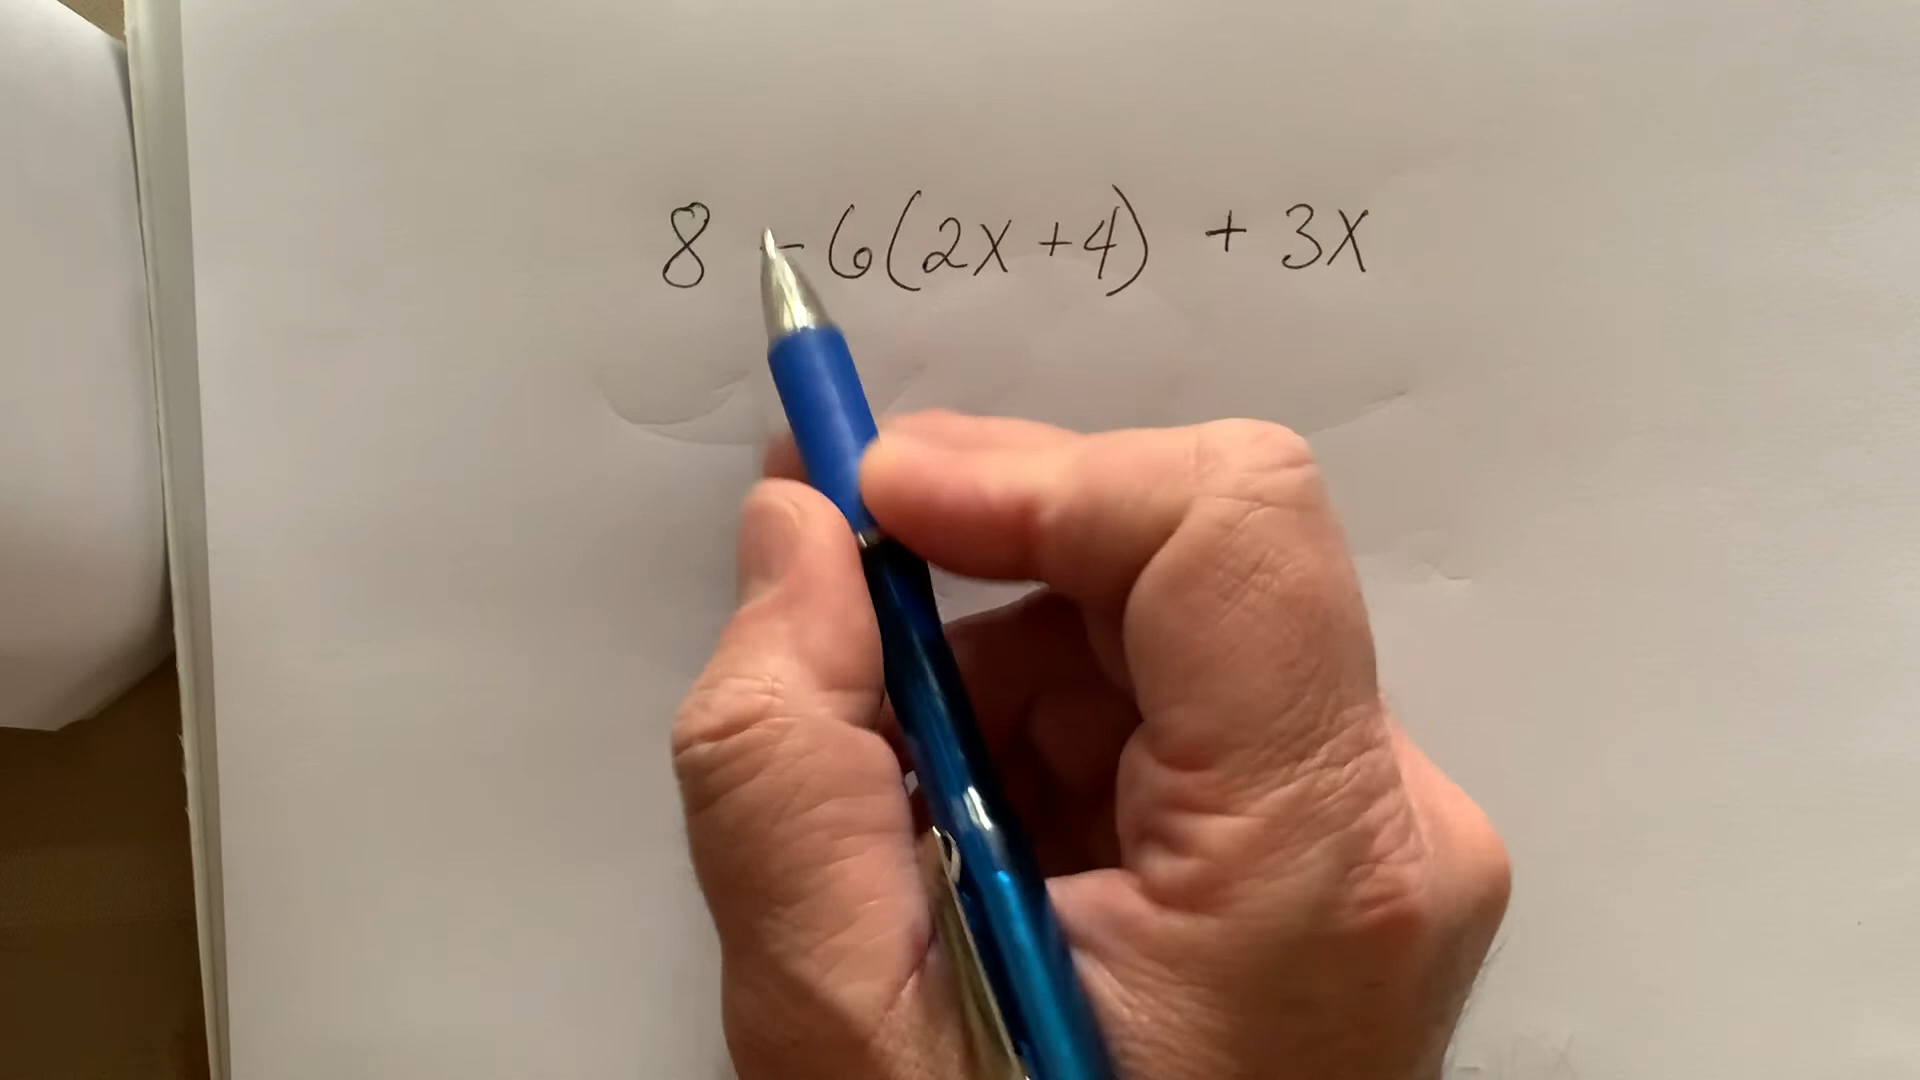 8 - 6(2x + 4) + 3x